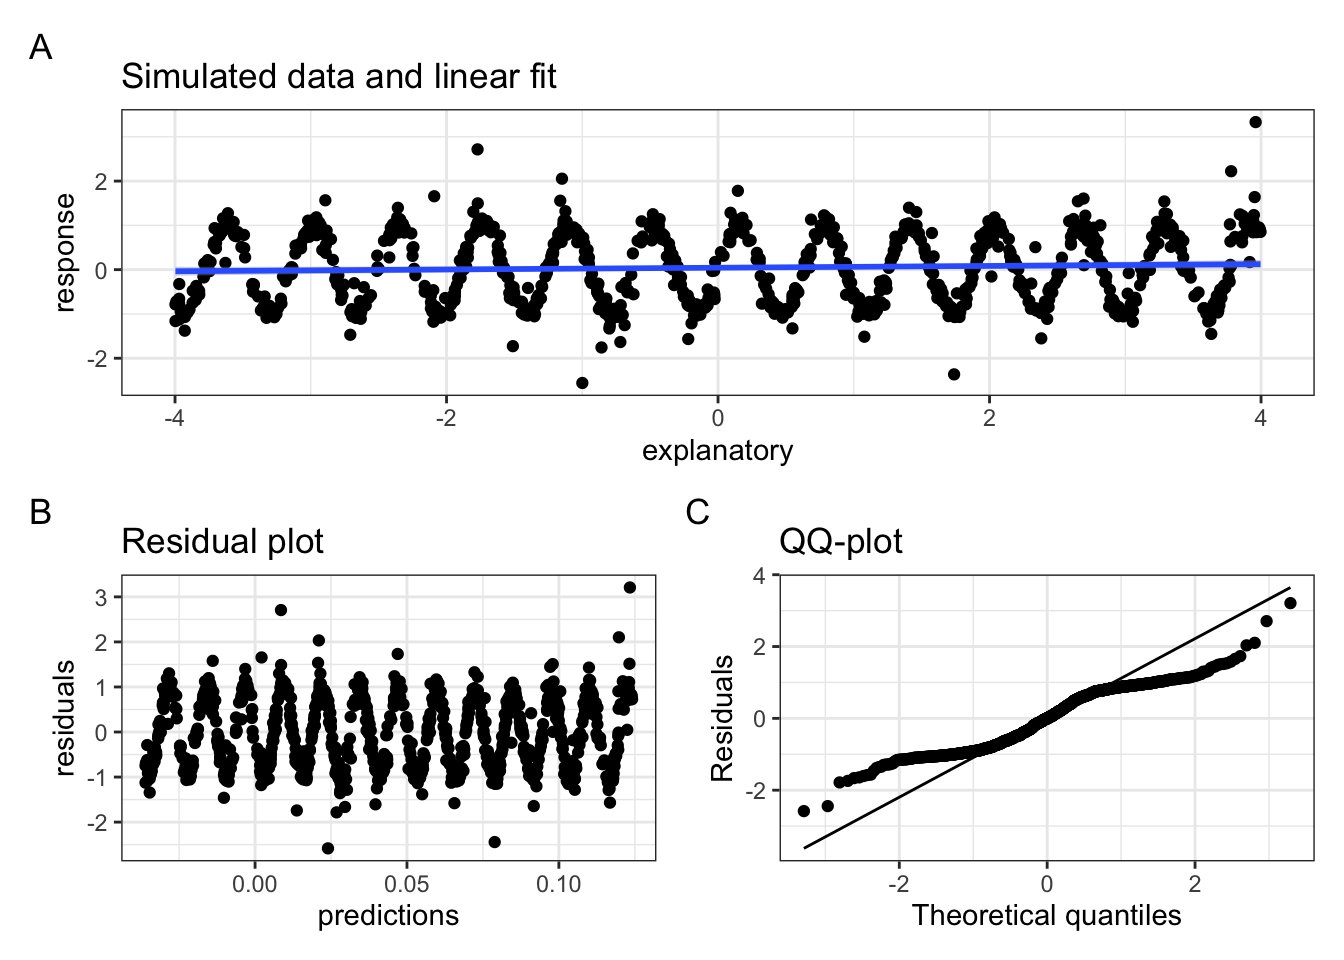 A
Simulated data and linear fit
response
2
0
-2
-4
-2
0
2
4
explanatory
B
Residual plot
residuals
3
2
1
0
-1
-2
0.00
0.05
0.10
predictions
C
QQ-plot
Residuals
4
2
0
-2
-2
0
2
Theoretical quantiles